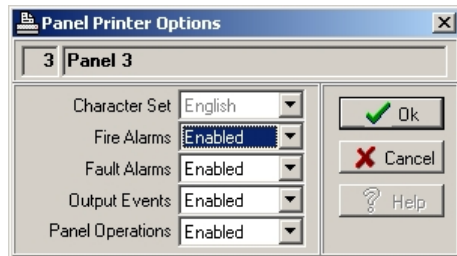 Panel Printer Options
3 Panel 3
Character Set English
Fire Alarms Enabled
Fault Alarms Enabled
Output Events Enabled
Panel Operations Enabled
Ok
Cancel
Help